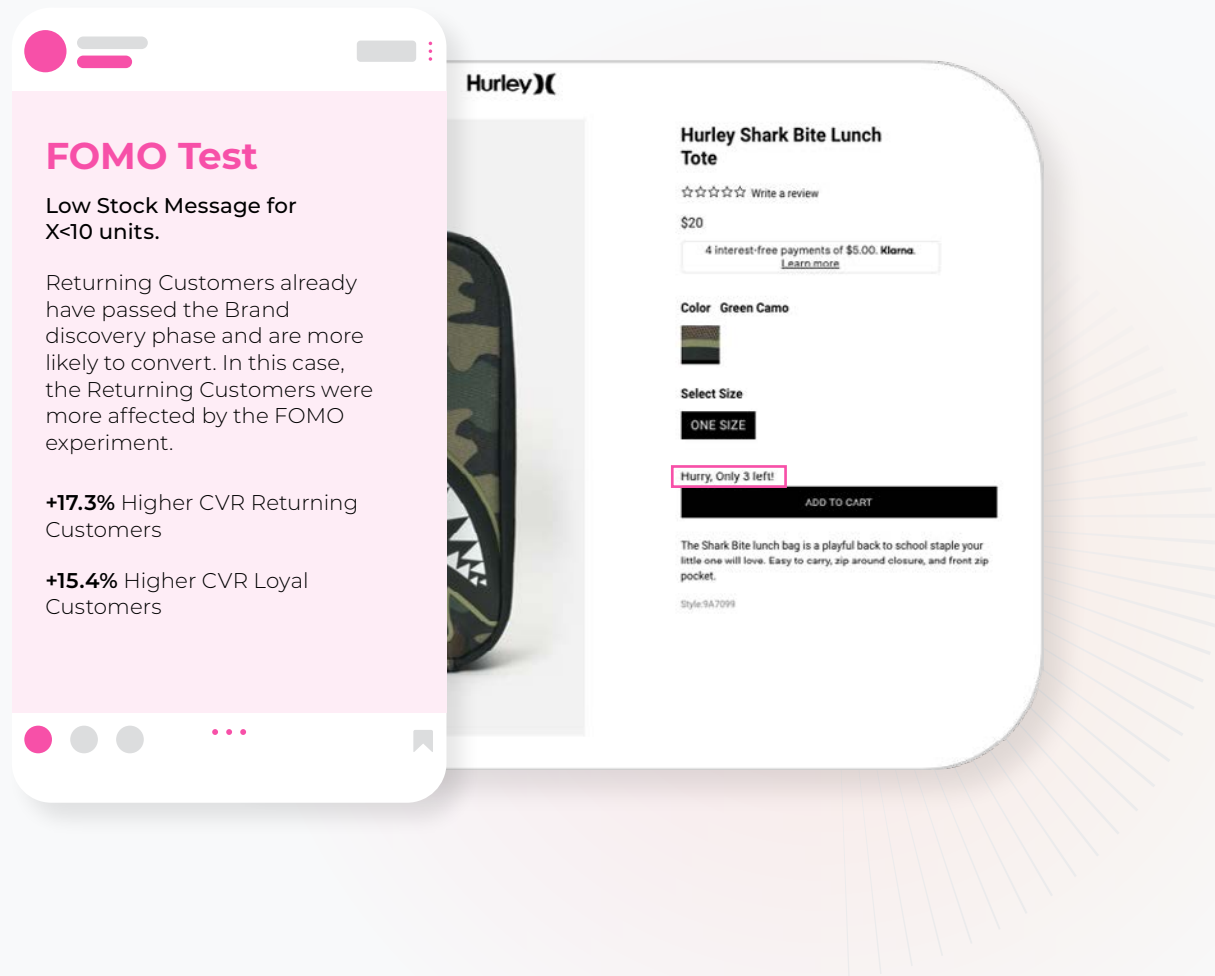 FOMO Test
Low Stock Message for
X<10 units.
Returning Customers already
have passed the Brand
discovery phase and are more
likely to convert. In this case,
the Returning Customers were
more affected by the FOMO
experiment.
+17.3% Higher CVR Returning
Customers
+15.4% Higher CVR Loyal
Customers
Hurley
Hurley Shark Bite Lunch
Tote
Write a review
$20
4 interest-free payments of $5.00. Klarna.
Learn more
Color Green Camo
Select Size
ONE SIZE
Hurry, Only 3 left!
ADD TO CART
The Shark Bite lunch bag is a playful back to school staple your
little one will love. Easy to carry, zip around closure, and front zip
pocket.
Style:9A7099